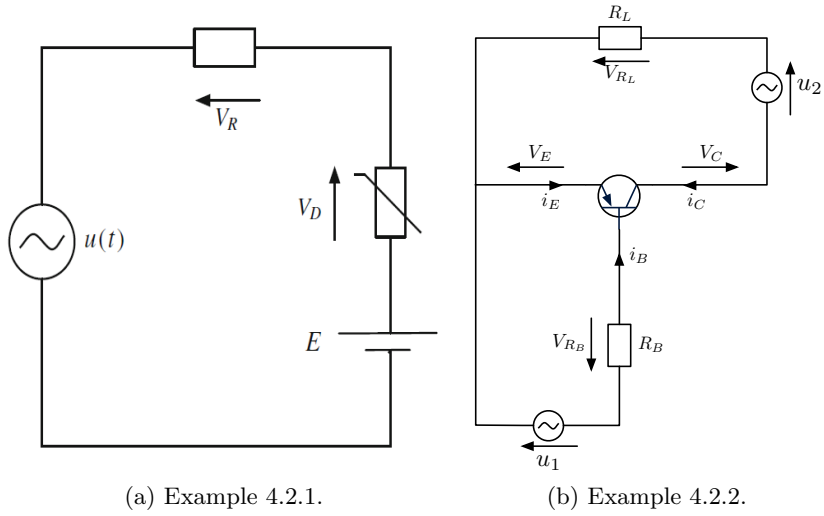 V_R
V_D
u(t)
E
(a) Example 4.2.1.
R_L
V_{R_L}
u_2
V_E
V_C
i_E
i_C
i_B
V_{R_B}
R_B
u_1
(b) Example 4.2.2.